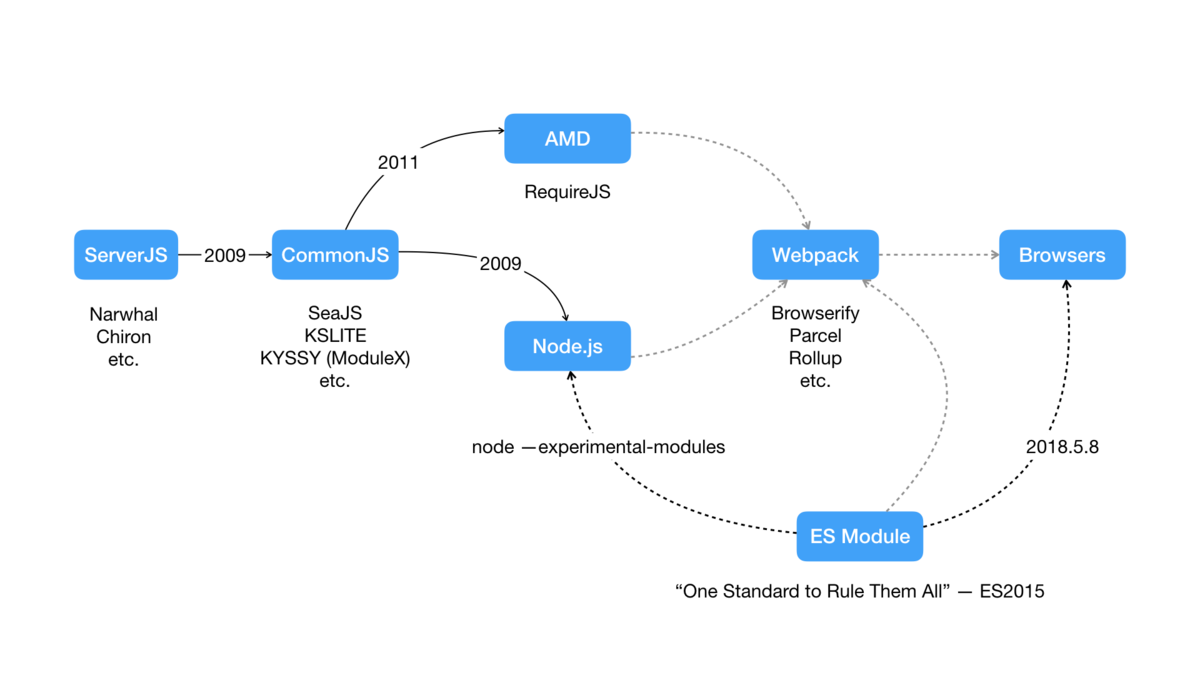 AMD
2011
RequireJS
ServerJS
2009
CommonJS
2009
Webpack
Browsers
Narwhal
Chiron
etc.
SeaJS
KSLITE
KYSSY (ModuleX)
etc.
Node.js
Browserify
Parcel
Rollup
etc.
node —experimental-modules
2018.5.8
ES Module
“One Standard to Rule Them All” — ES2015